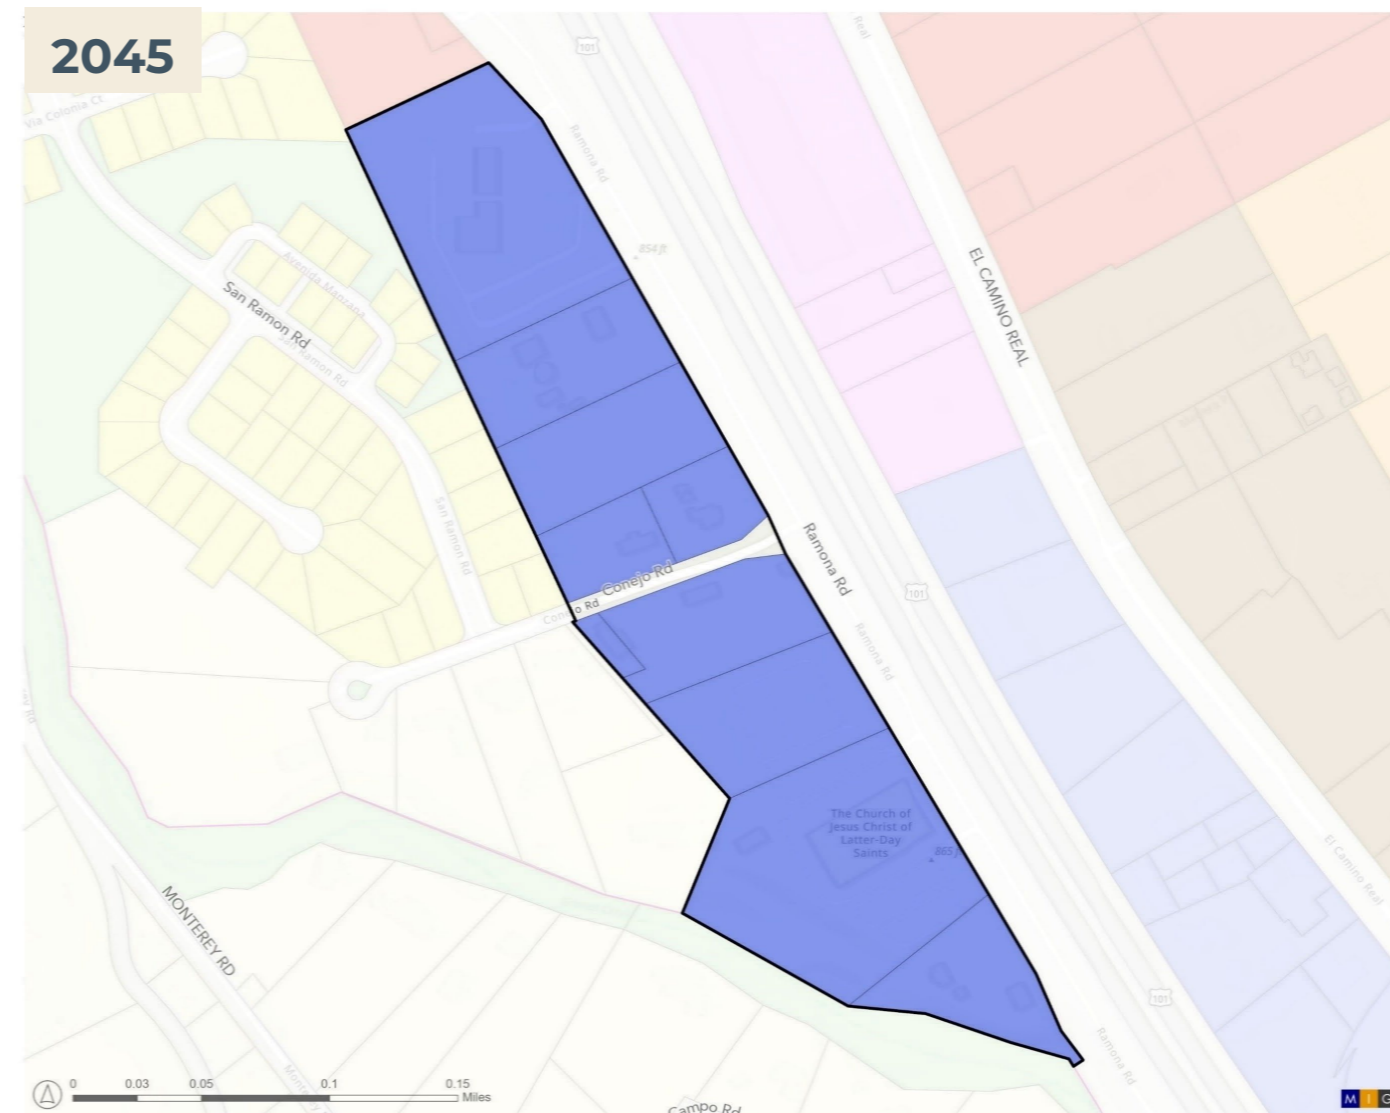 2045
101
Real
Via Colonia Ct
Ramona Rd
854 ft
Avenida Manzana
EL CAMINO REAL
San Ramon Rd
San Ramon Rd
San Ramon Rd
Ramona Rd
Conejo Rd
101
Ramona Rd
The Church of
Jesus Christ of
Latter-Day
Saints
El Camino Real
MONTEREY RD
101
Ramona Rd
0 0.03 0.05 0.1 0.15
Miles
Campo Rd
M I G